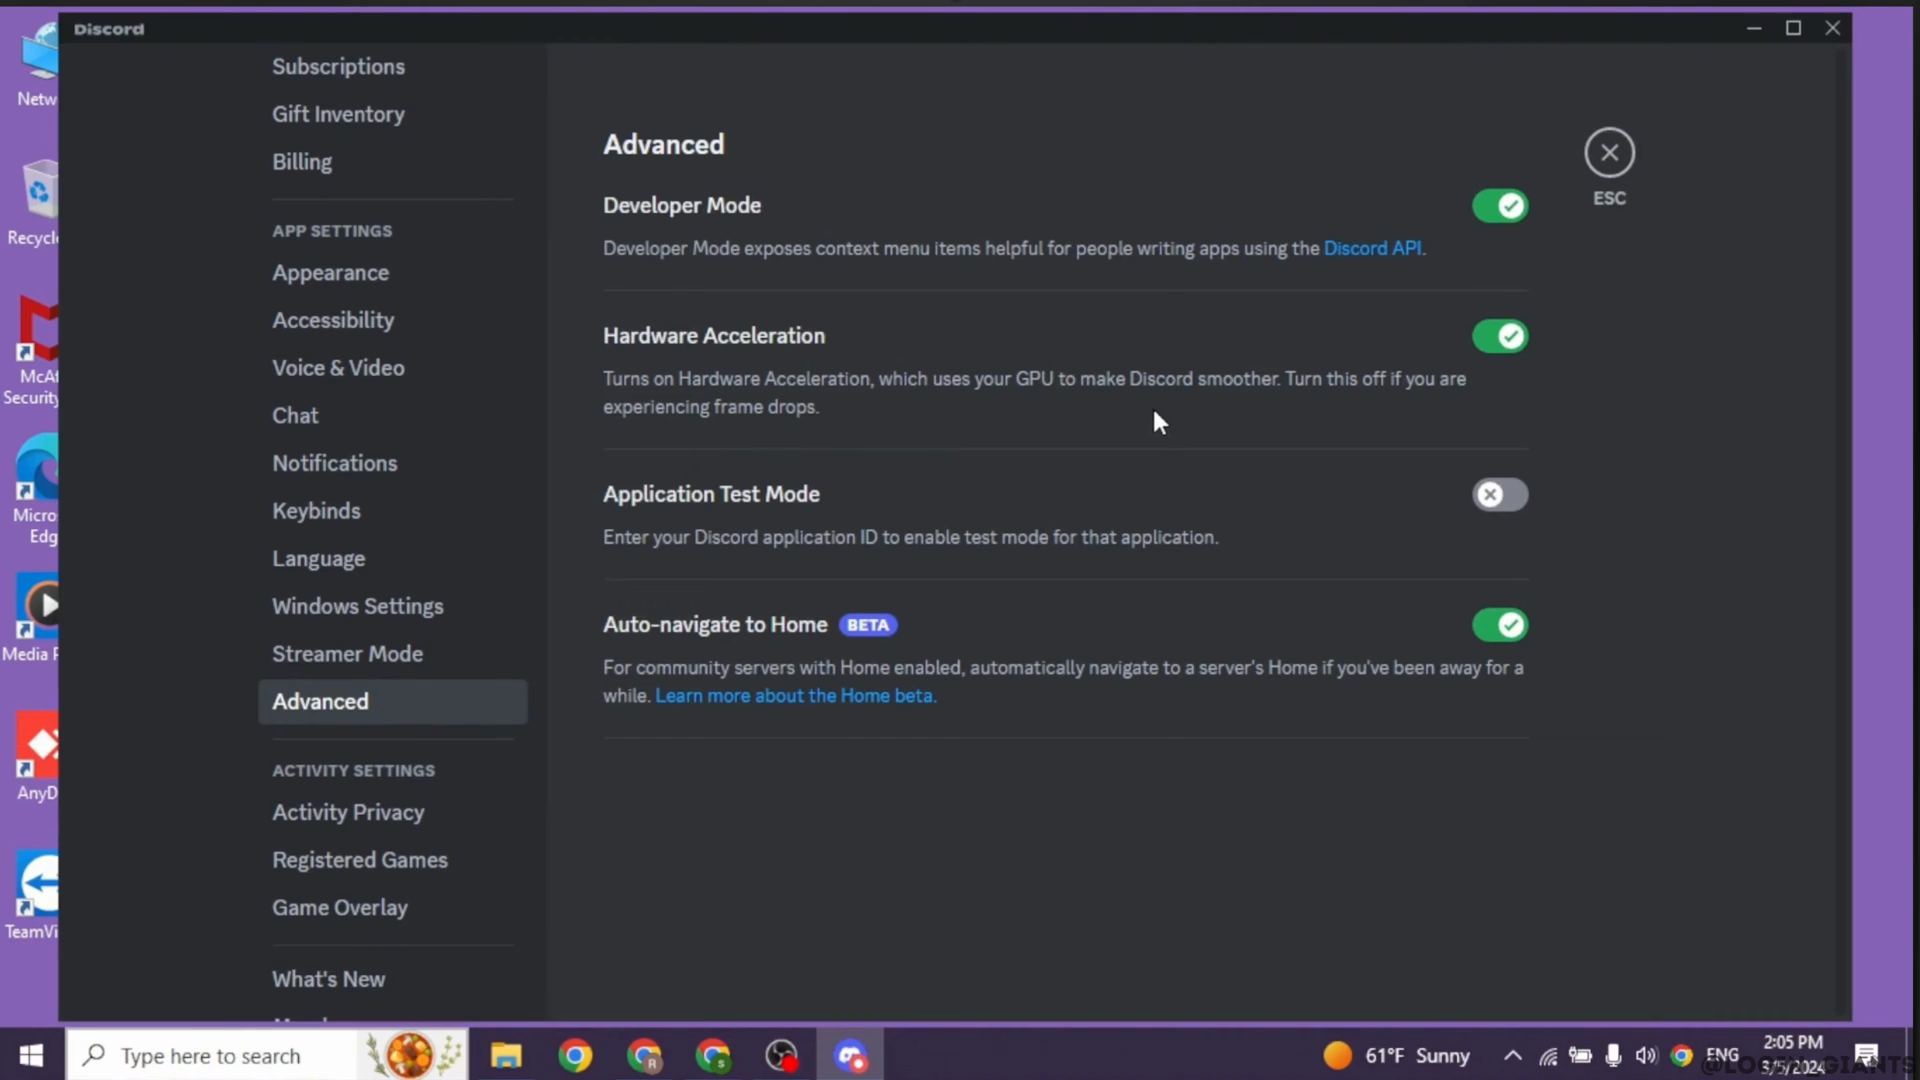 Discord
Netw
Recycle
McAf
Security
Micro
Edg
Media P
AnyD
TeamVi
Subscriptions
Gift Inventory
Billing
APP SETTINGS
Appearance
Accessibility
Voice & Video
Chat
Notifications
Keybinds
Language
Windows Settings
Streamer Mode
Advanced
ACTIVITY SETTINGS
Activity Privacy
Registered Games
Game Overlay
What's New
Advanced
ESC
Developer Mode
Developer Mode exposes context menu items helpful for people writing apps using the Discord API.
Hardware Acceleration
Turns on Hardware Acceleration, which uses your GPU to make Discord smoother. Turn this off if you are
experiencing frame drops.
Application Test Mode
Enter your Discord application ID to enable test mode for that application.
Auto-navigate to Home BETA
For community servers with Home enabled, automatically navigate to a server's Home if you've been away for a
while. Learn more about the Home beta.
Type here to search
R
S
61°F Sunny
ENG
2:05 PM
3/5/2024
@LOGIN_GIANTS